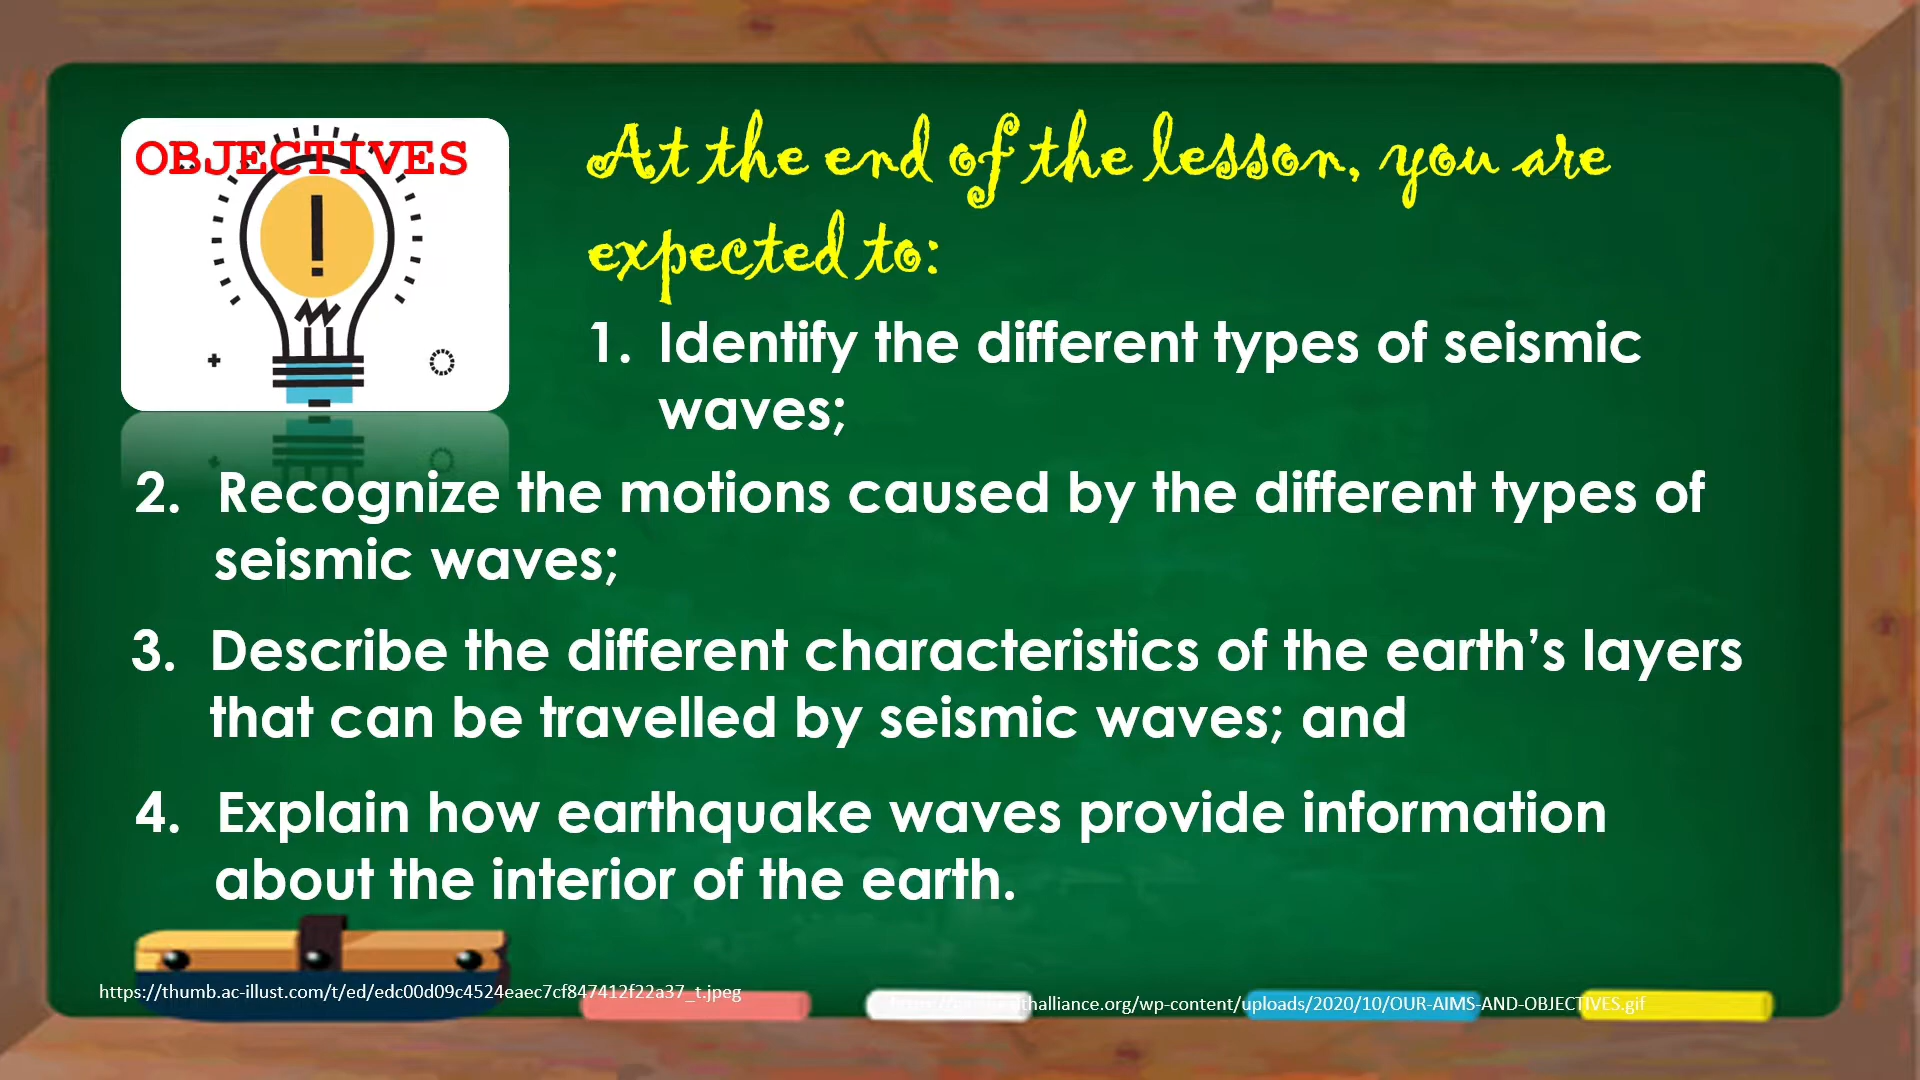 OBJECTIVES
At the end of the lesson, you are
expected to:
1. Identify the different types of seismic
waves;
2. Recognize the motions caused by the different types of
seismic waves;
3. Describe the different characteristics of the earth’s layers
that can be travelled by seismic waves; and
4. Explain how earthquake waves provide information
about the interior of the earth.
https://thumb.ac-illust.com/t/ed/edc00d09c4524eaec7cf847412f22a37_t.jpeg
thalliance.org/wp-content/uploads/2020/10/OUR-AIMS-AND-OBJECTIVES.gif